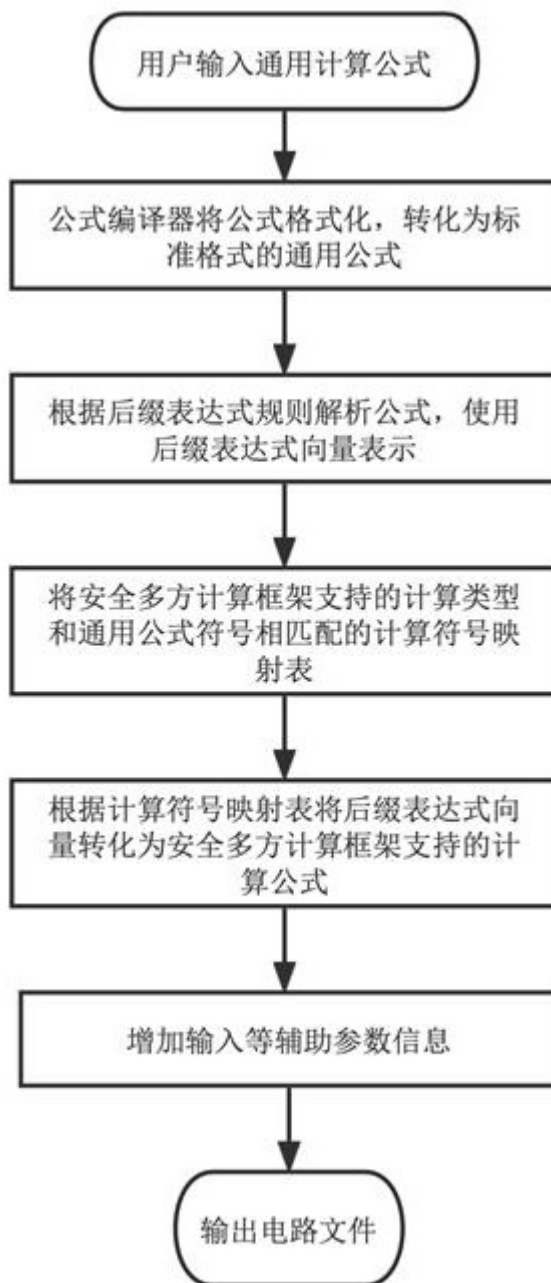 用户输入通用计算公式
公式编译器将公式格式化，转化为标
准格式的通用公式
根据后缀表达式规则解析公式，使用
后缀表达式向量表示
将安全多方计算框架支持的计算类型
和通用公式符号相匹配的计算符号映射
表
根据计算符号映射表将后缀表达式向
量转化为安全多方计算框架支持的计
算公式
增加输入等辅助参数信息
输出电路文件